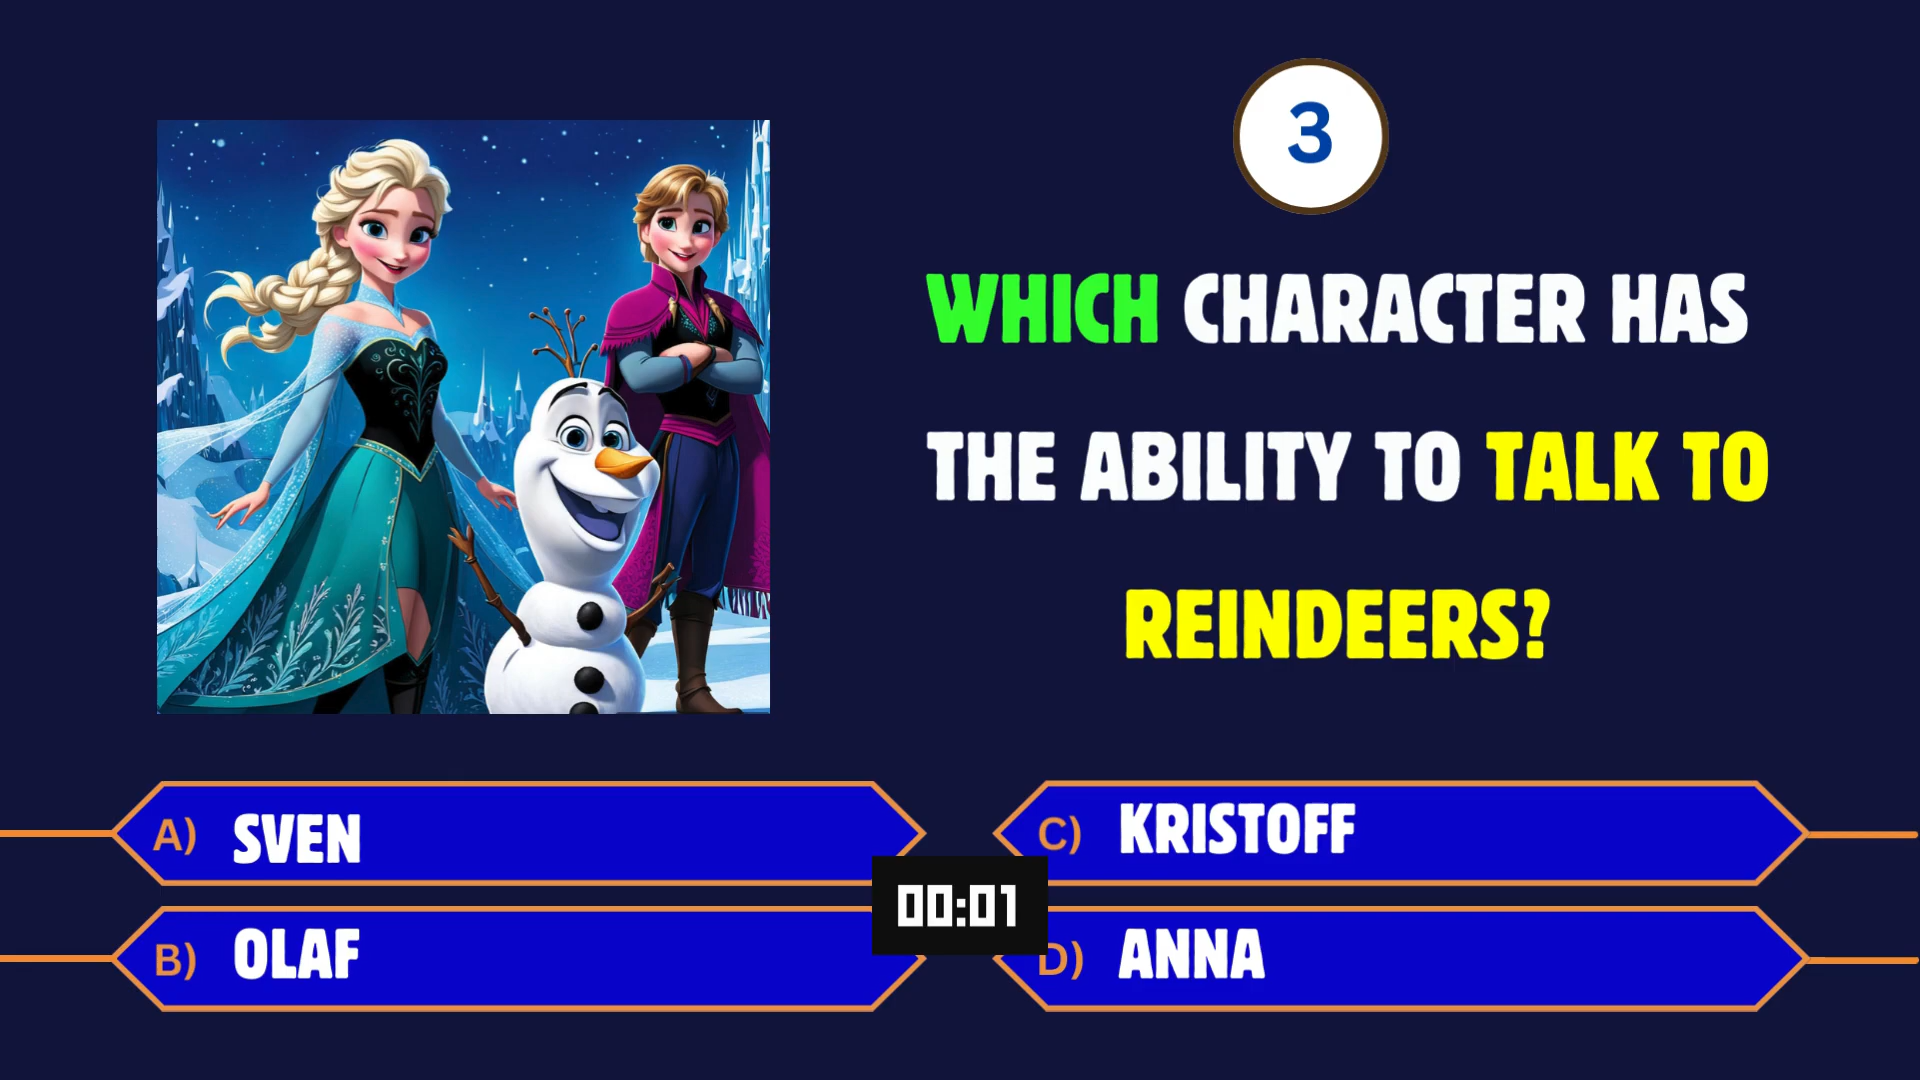 3
WHICH CHARACTER HAS
THE ABILITY TO TALK TO
REINDEERS?
A) SVEN
C) KRISTOFF
00:01
B) OLAF
D) ANNA